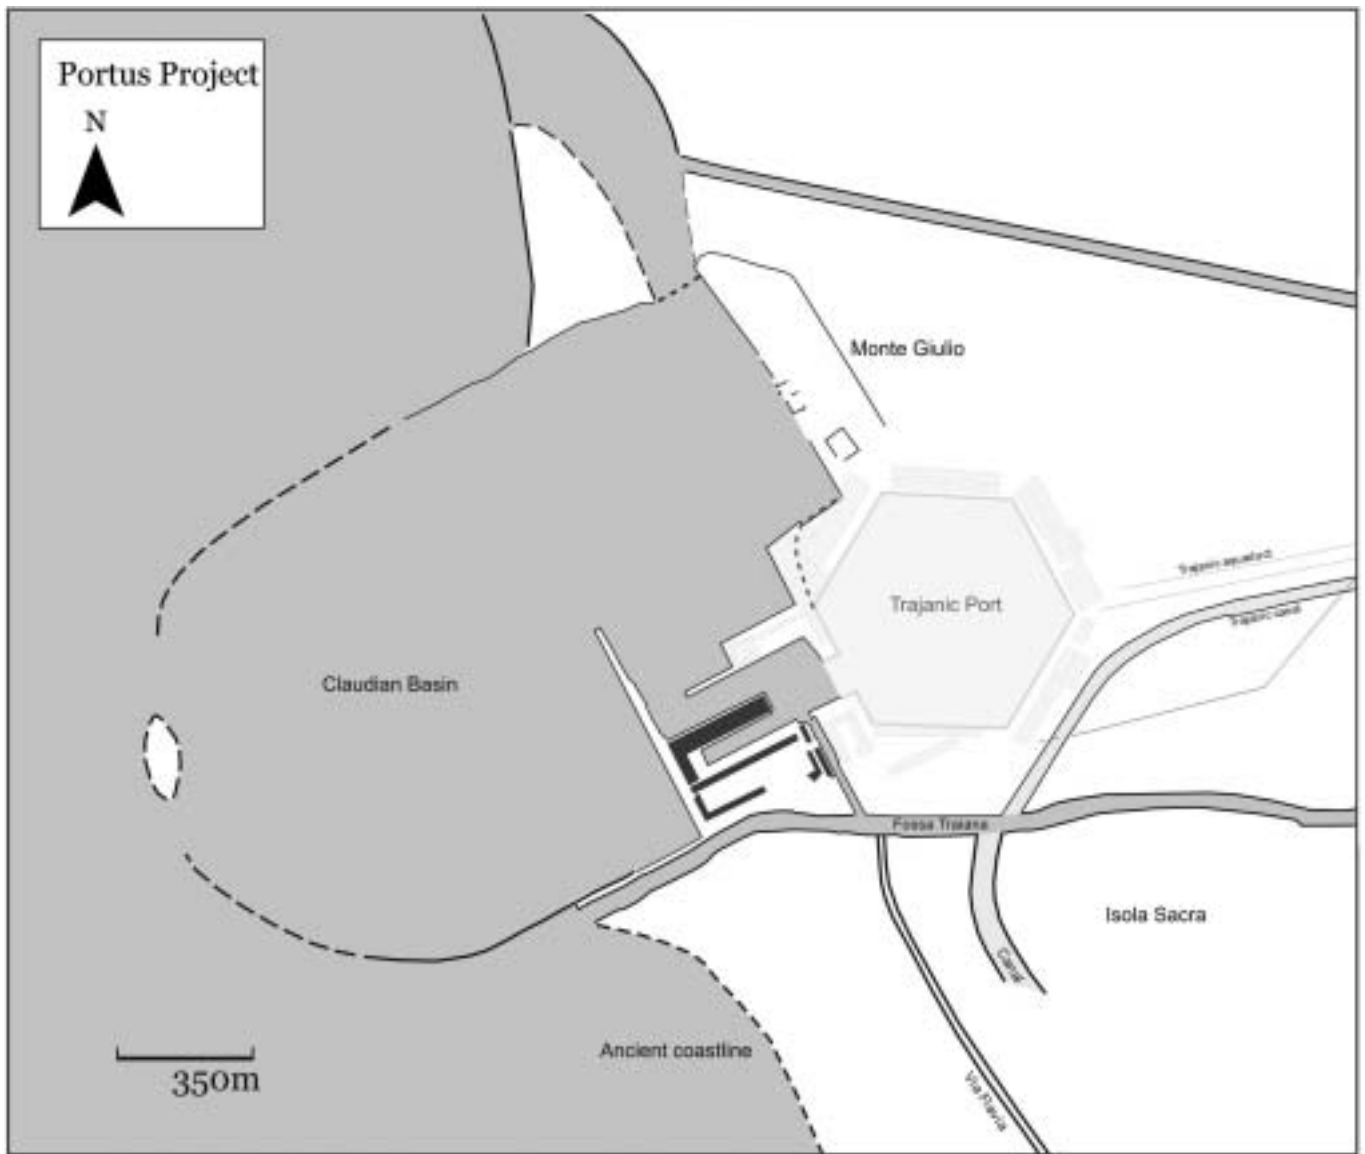 Portus Project
N
Monte Giulio
Trajanic aqueduct
Trajanic Port
Trajanic canal
Claudian Basin
Fossa Traiana
Isola Sacra
Canal
Ancient coastline
Via Flavia
350m